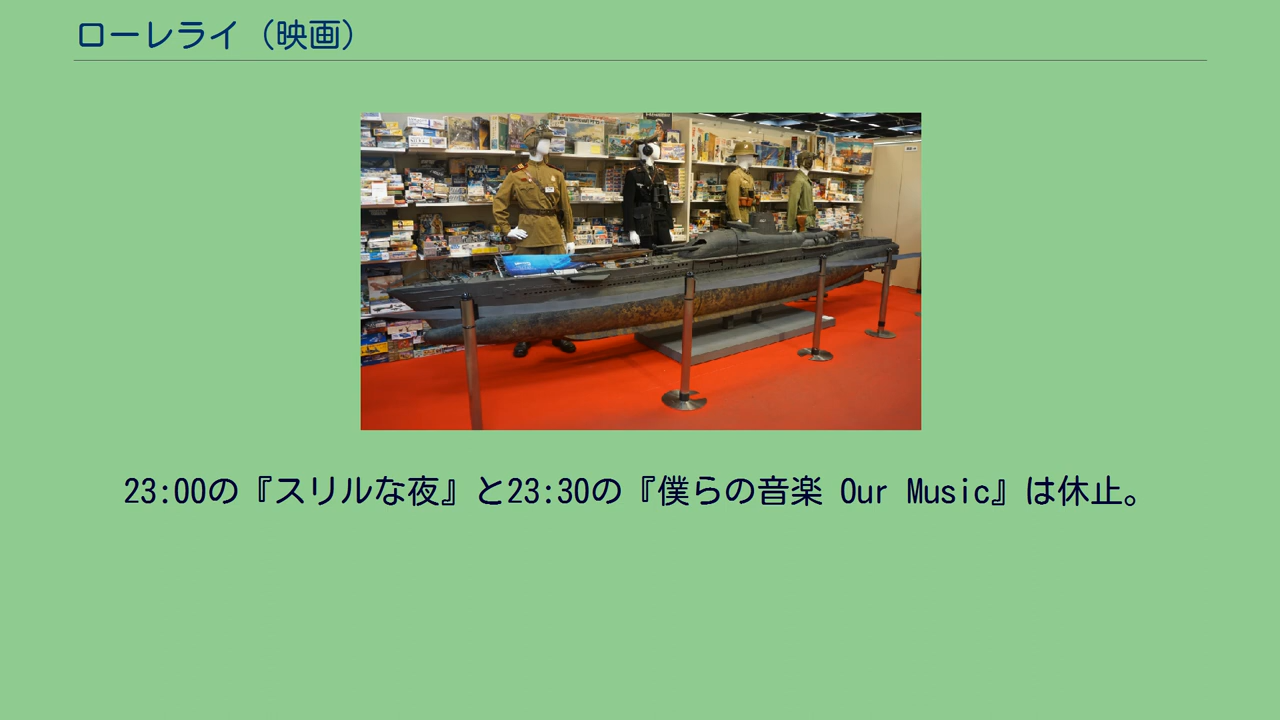 ローレライ（映画）
23:00の『スリルな夜』と23:30の『僕らの音楽 Our Music』は休止。